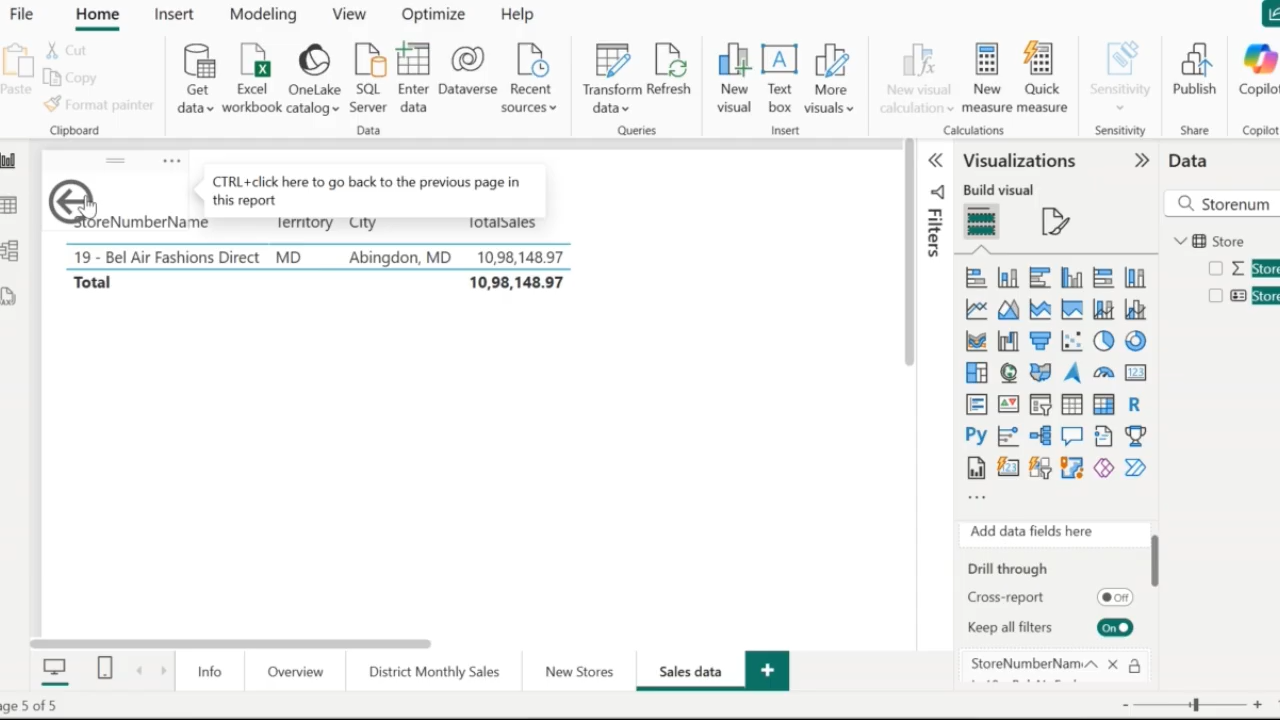 File Home Insert Modeling View Optimize Help
Paste
Cut
Copy
Format painter
Clipboard
Get data
Excel workbook
OneLake catalog
SQL Server
Enter data
Dataverse
Recent sources
Data
Transform data
Refresh
Queries
New visual
Text box
More visuals
Insert
New visual calculation
New measure
Quick measure
Calculations
Sensitivity
Sensitivity
Publish
Share
Copilo
Copilot
CTRL+click here to go back to the previous page in
this report
StoreNumberName Territory City TotalSales
19 - Bel Air Fashions Direct MD Abingdon, MD 10,98,148.97
Total 10,98,148.97
Filters
Visualizations
Build visual
123
R
Py
Add data fields here
Drill through
Cross-report Off
Keep all filters On
StoreNumberNam
Data
Storenum
Store
Store
Store
Info Overview District Monthly Sales New Stores Sales data +
age 5 of 5
- +